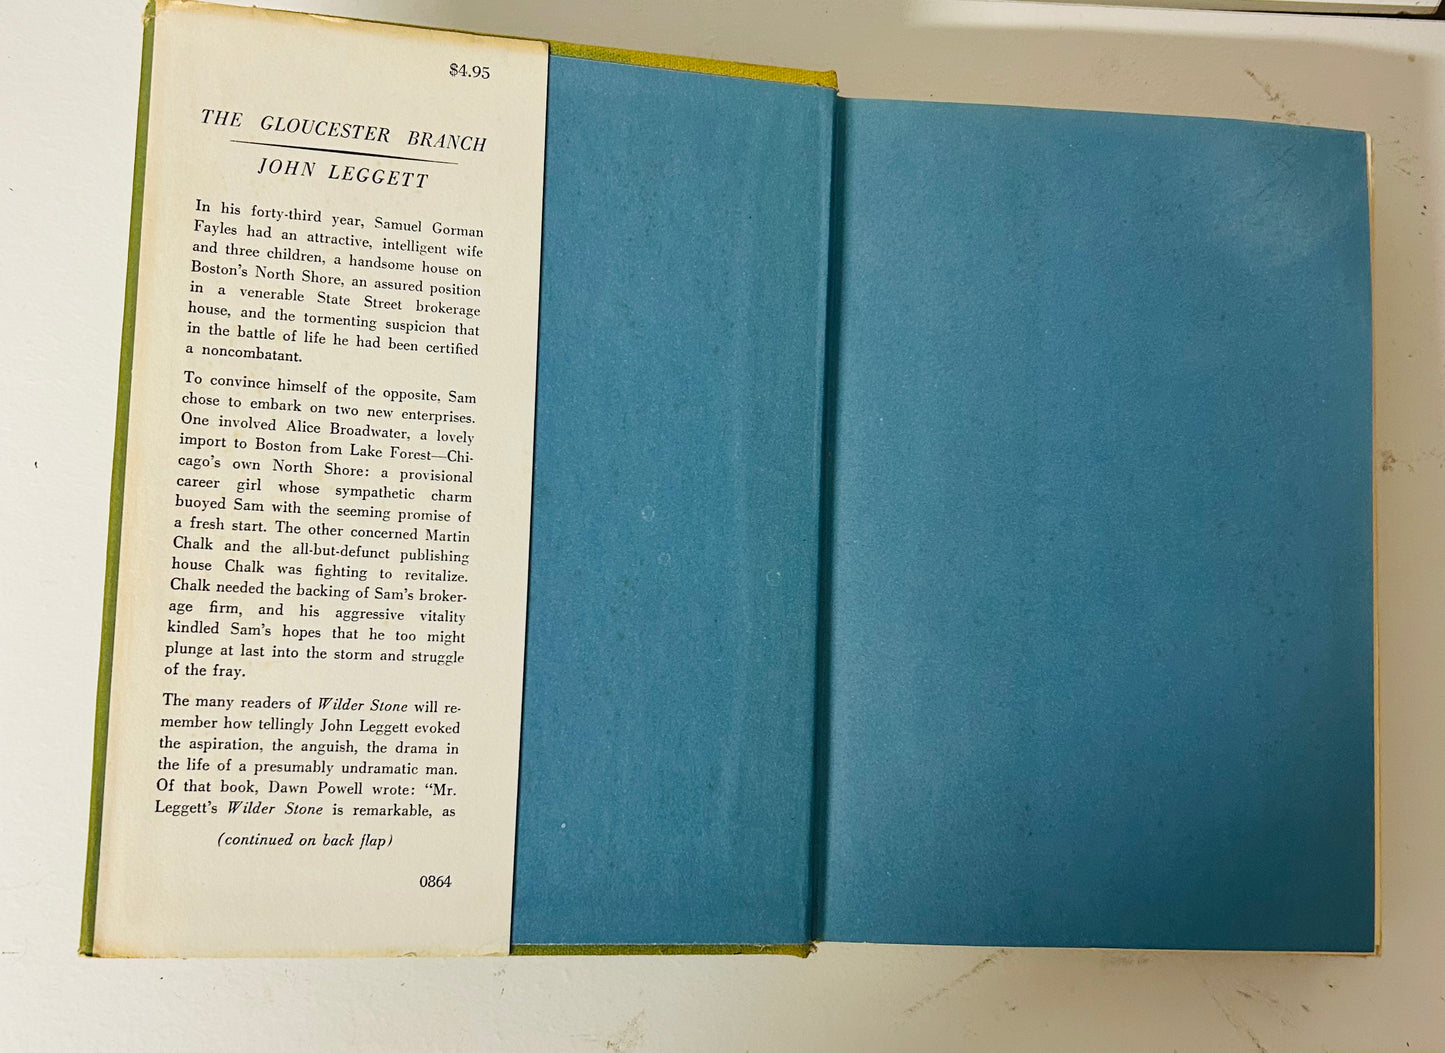 $4.95
THE GLOUCESTER BRANCH
JOHN LEGGETT
In his forty-third year, Samuel Gorman
Fayles had an attractive, intelligent wife
and three children, a handsome house on
Boston's North Shore, an assured position
in a venerable State Street brokerage
house, and the tormenting suspicion that
in the battle of life he had been certified
a noncombatant.
To convince himself of the opposite, Sam
chose to embark on two new enterprises.
One involved Alice Broadwater, a lovely
import to Boston from Lake Forest—Chi-
cago's own North Shore: a provisional
career girl whose sympathetic charm
buoyed Sam with the seeming promise of
a fresh start. The other concerned Martin
Chalk and the all-but-defunct publishing
house Chalk was fighting to revitalize.
Chalk needed the backing of Sam's broker-
age firm, and his aggressive vitality
kindled Sam's hopes that he too might
plunge at last into the storm and struggle
of the fray.
The many readers of Wilder Stone will re-
member how tellingly John Leggett evoked
the aspiration, the anguish, the drama in
the life of a presumably undramatic man.
Of that book, Dawn Powell wrote: "Mr.
Leggett's Wilder Stone is remarkable, as
(continued on back flap)
0864